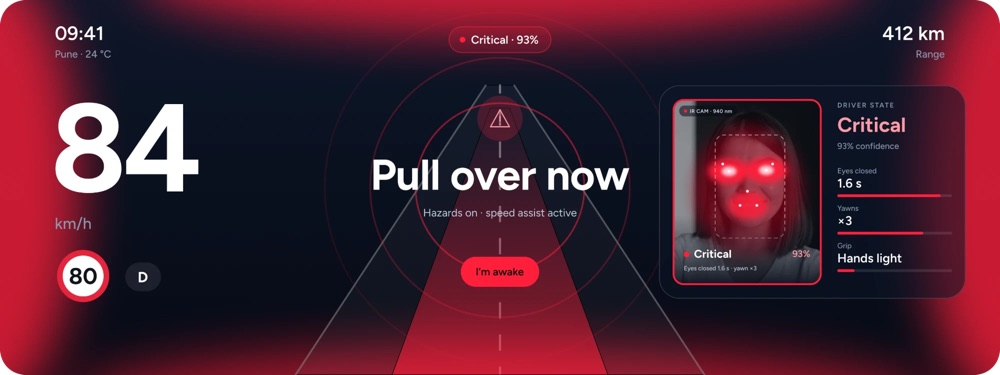 09:41
Pune · 24 °C
Critical · 93%
412 km
Range
84
km/h
80
D
Pull over now
Hazards on · speed assist active
I'm awake
IR CAM · 940 nm
Critical
93%
Eyes closed 1.6 s · yawn ×3
DRIVER STATE
Critical
93% confidence
Eyes closed
1.6 s
Yawns
×3
Grip
Hands light